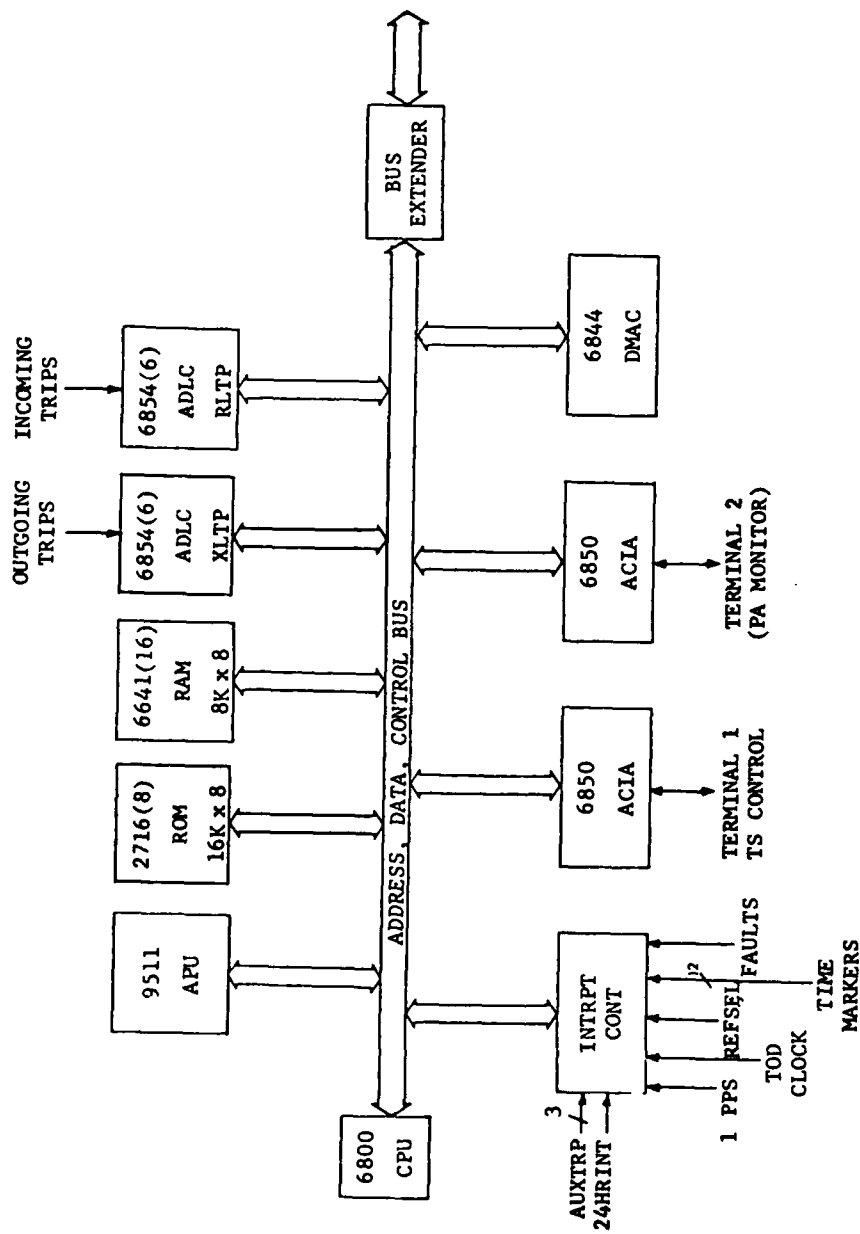 INCOMING
TRIPS
OUTGOING
TRIPS
9511
APU
2716(8)
ROM
16K x 8
6641(16)
RAM
8K x 8
6854(6)
ADLC
XLTP
6854(6)
ADLC
RLTP
6800
CPU
ADDRESS, DATA, CONTROL BUS
BUS
EXTENDER
INTRPT
CONT
6850
ACIA
6850
ACIA
6844
DMAC
AUXTRP
3
24HRINT
1 PPS
TOD
CLOCK
REFSEL
12
TIME
MARKERS
FAULTS
TERMINAL 1
TS CONTROL
TERMINAL 2
(PA MONITOR)